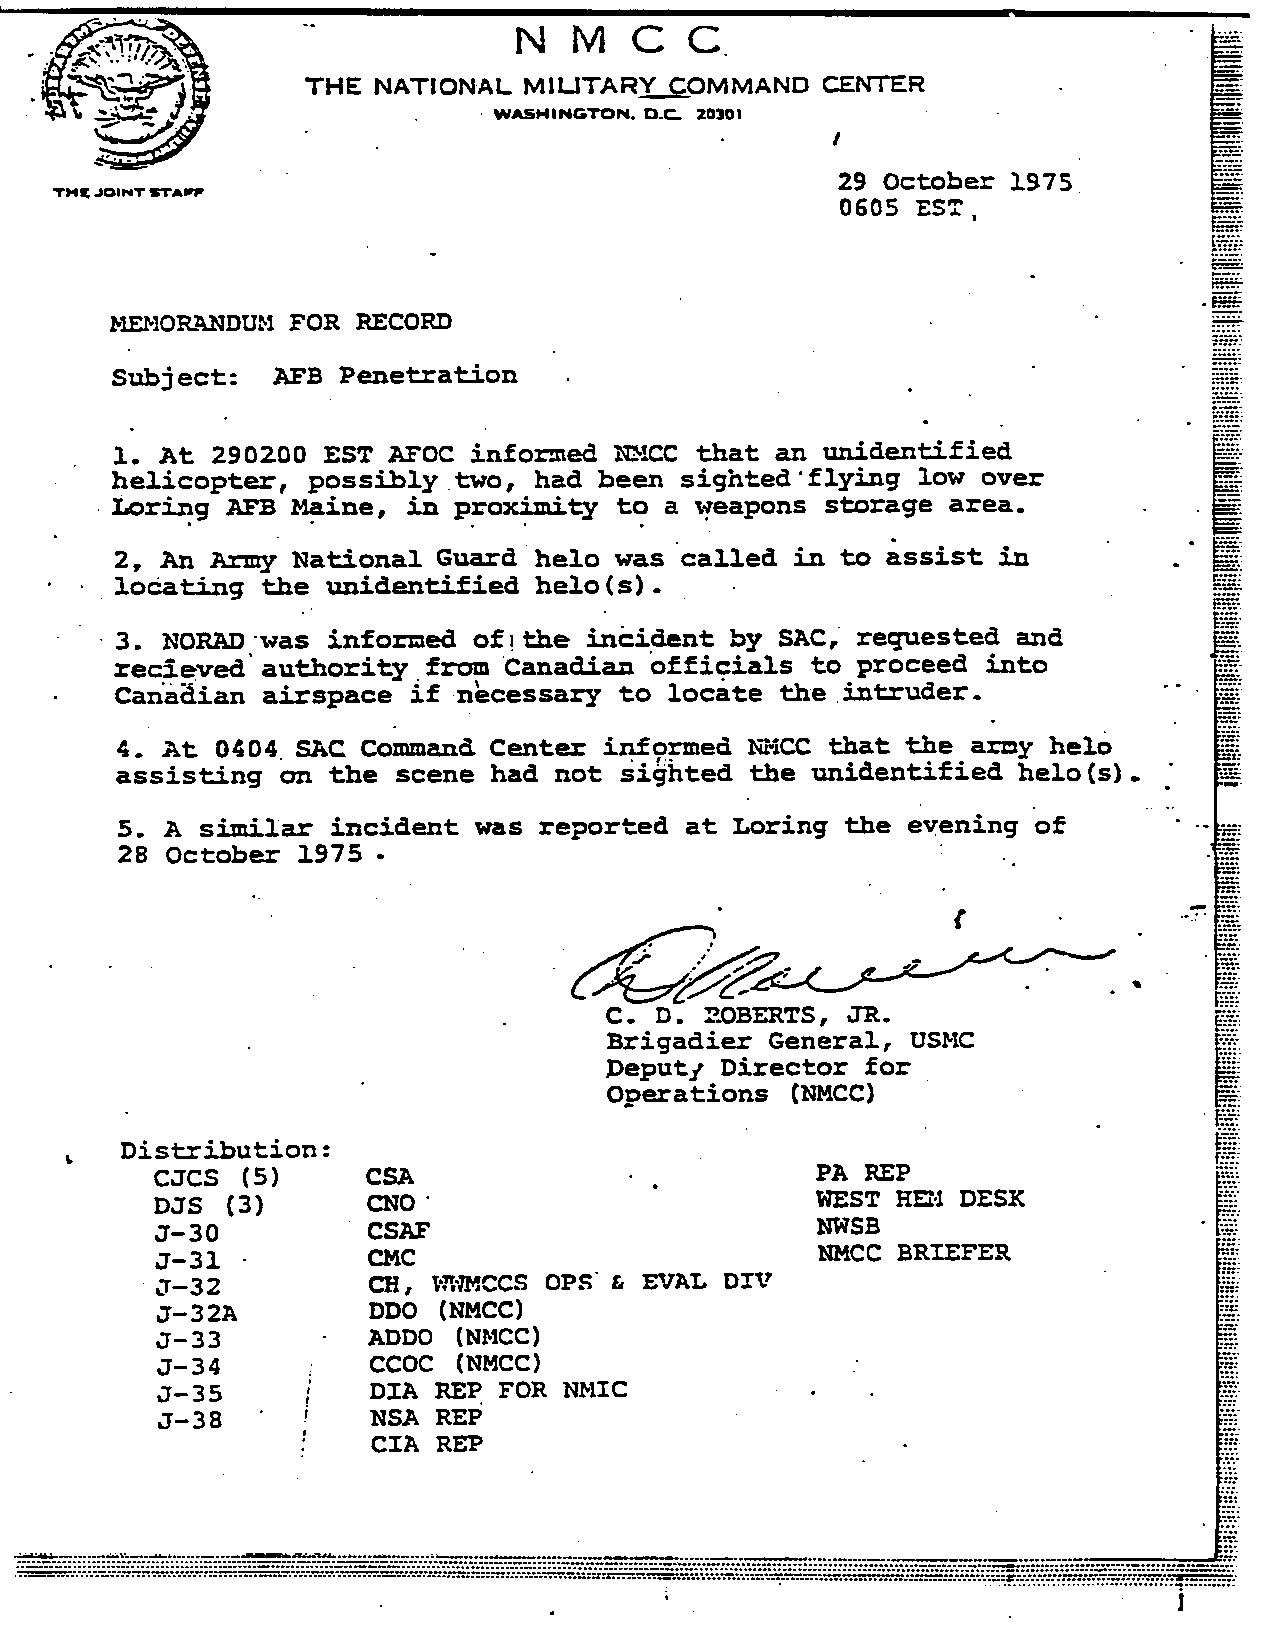 N M C C
THE NATIONAL MILITARY COMMAND CENTER
WASHINGTON, D.C. 20301
THE JOINT STAFF
29 October 1975
0605 EST
MEMORANDUM FOR RECORD
Subject: AFB Penetration
1. At 290200 EST AFOC informed NMCC that an unidentified
helicopter, possibly two, had been sighted flying low over
Loring AFB Maine, in proximity to a weapons storage area.
2, An Army National Guard helo was called in to assist in
locating the unidentified helo(s).
3. NORAD was informed of the incident by SAC, requested and
recieved authority from Canadian officials to proceed into
Canadian airspace if necessary to locate the intruder.
4. At 0404 SAC Command Center informed NMCC that the army helo
assisting on the scene had not sighted the unidentified helo(s).
5. A similar incident was reported at Loring the evening of
28 October 1975.
C. D. ROBERTS, JR.
Brigadier General, USMC
Deputy Director for
Operations (NMCC)
Distribution:
CJCS (5) CSA PA REP
DJS (3) CNO WEST HEM DESK
J-30 CSAF NWSB
J-31 CMC NMCC BRIEFER
J-32 CH, WWMCCS OPS & EVAL DIV
J-32A DDO (NMCC)
J-33 ADDO (NMCC)
J-34 CCOC (NMCC)
J-35 DIA REP FOR NMIC
J-38 NSA REP
CIA REP